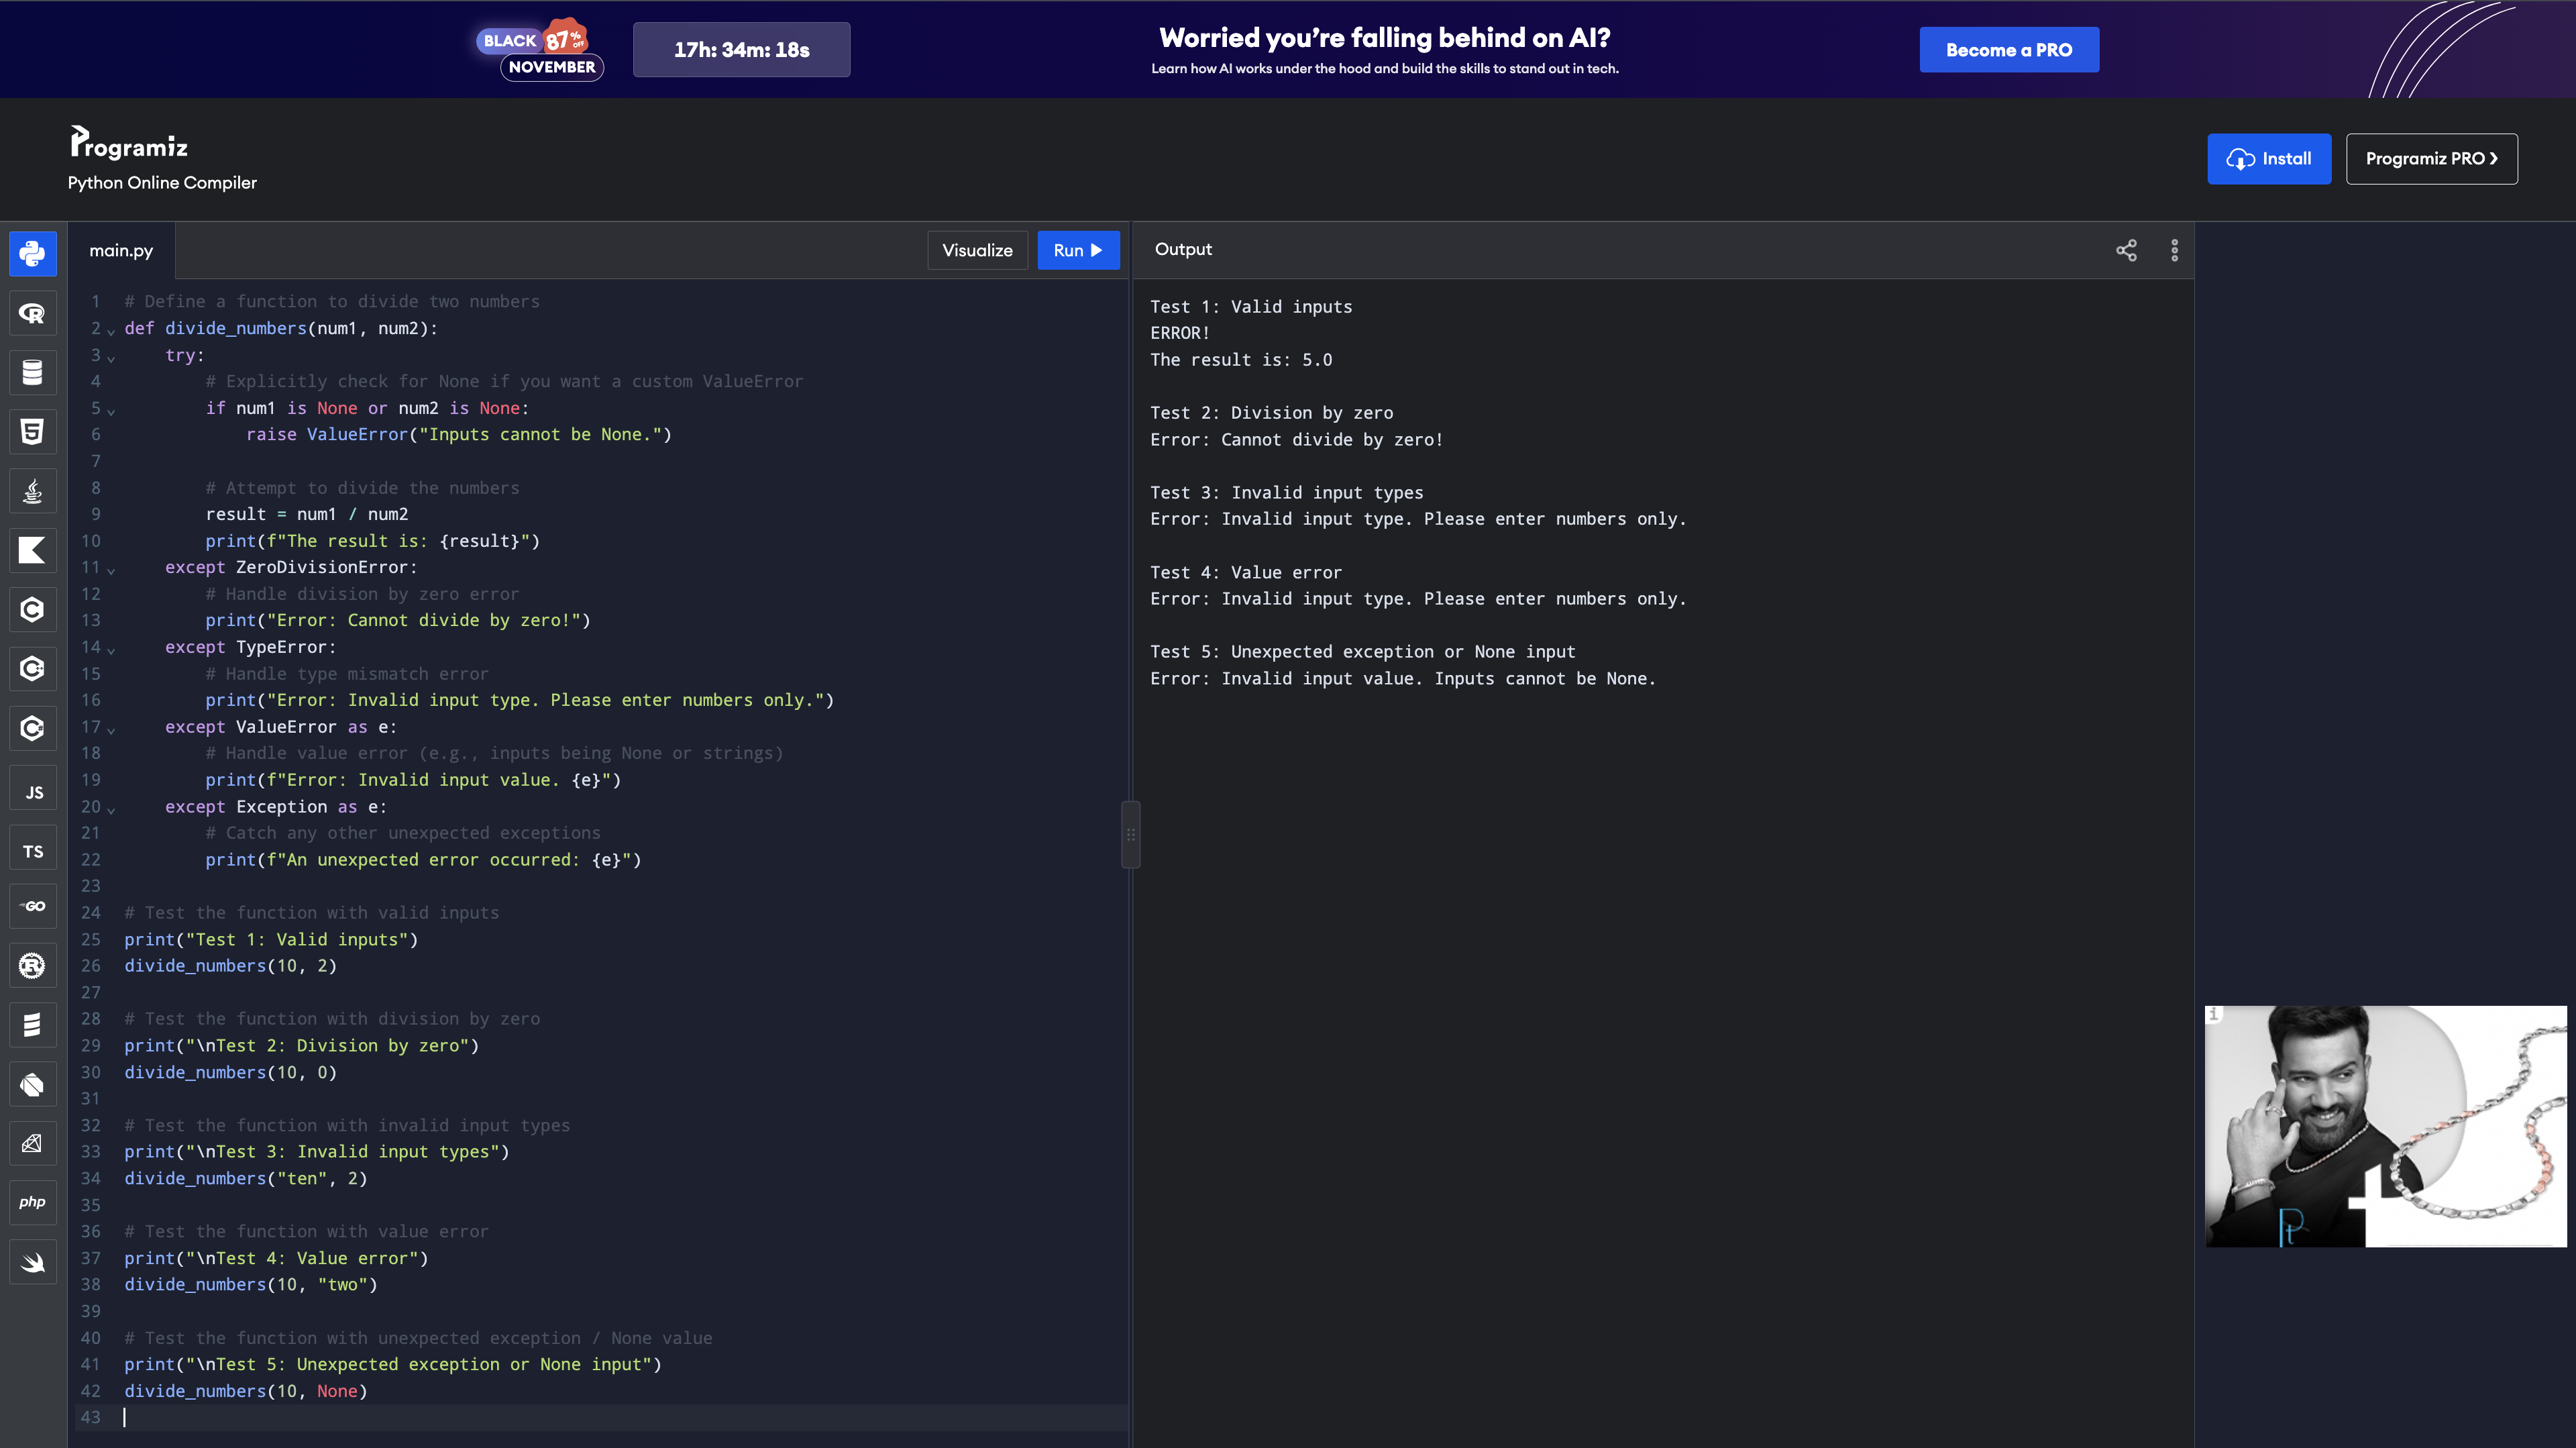 BLACK 87% OFF
NOVEMBER
17h: 34m: 18s
Worried you’re falling behind on AI?
Learn how AI works under the hood and build the skills to stand out in tech.
Become a PRO
Programiz
Python Online Compiler
Install
Programiz PRO ❯
main.py
Visualize
Run
1 # Define a function to divide two numbers
2 def divide_numbers(num1, num2):
3     try:
4         # Explicitly check for None if you want a custom ValueError
5         if num1 is None or num2 is None:
6             raise ValueError("Inputs cannot be None.")
7
8         # Attempt to divide the numbers
9         result = num1 / num2
10         print(f"The result is: {result}")
11     except ZeroDivisionError:
12         # Handle division by zero error
13         print("Error: Cannot divide by zero!")
14     except TypeError:
15         # Handle type mismatch error
16         print("Error: Invalid input type. Please enter numbers only.")
17     except ValueError as e:
18         # Handle value error (e.g., inputs being None or strings)
19         print(f"Error: Invalid input value. {e}")
20     except Exception as e:
21         # Catch any other unexpected exceptions
22         print(f"An unexpected error occurred: {e}")
23
24 # Test the function with valid inputs
25 print("Test 1: Valid inputs")
26 divide_numbers(10, 2)
27
28 # Test the function with division by zero
29 print("\nTest 2: Division by zero")
30 divide_numbers(10, 0)
31
32 # Test the function with invalid input types
33 print("\nTest 3: Invalid input types")
34 divide_numbers("ten", 2)
35
36 # Test the function with value error
37 print("\nTest 4: Value error")
38 divide_numbers(10, "two")
39
40 # Test the function with unexpected exception / None value
41 print("\nTest 5: Unexpected exception or None input")
42 divide_numbers(10, None)
43
Output
Test 1: Valid inputs
ERROR!
The result is: 5.0
Test 2: Division by zero
Error: Cannot divide by zero!
Test 3: Invalid input types
Error: Invalid input type. Please enter numbers only.
Test 4: Value error
Error: Invalid input type. Please enter numbers only.
Test 5: Unexpected exception or None input
Error: Invalid input value. Inputs cannot be None.
R
5
C
C
C
JS
TS
GO
R
php
i
Pt